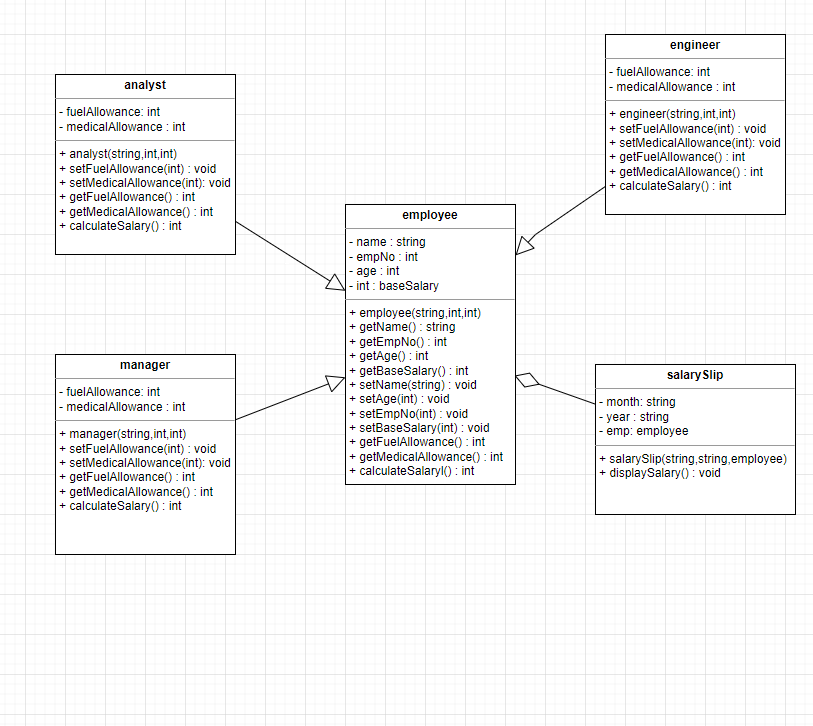 analyst
- fuelAllowance: int
- medicalAllowance : int
+ analyst(string,int,int)
+ setFuelAllowance(int) : void
+ setMedicalAllowance(int): void
+ getFuelAllowance() : int
+ getMedicalAllowance() : int
+ calculateSalary() : int
engineer
- fuelAllowance: int
- medicalAllowance : int
+ engineer(string,int,int)
+ setFuelAllowance(int) : void
+ setMedicalAllowance(int): void
+ getFuelAllowance() : int
+ getMedicalAllowance() : int
+ calculateSalary() : int
employee
- name : string
- empNo : int
- age : int
- int : baseSalary
+ employee(string,int,int)
+ getName() : string
+ getEmpNo() : int
+ getAge() : int
+ getBaseSalary() : int
+ setName(string) : void
+ setAge(int) : void
+ setEmpNo(int) : void
+ setBaseSalary(int) : void
+ getFuelAllowance() : int
+ getMedicalAllowance() : int
+ calculateSalaryl() : int
manager
- fuelAllowance: int
- medicalAllowance : int
+ manager(string,int,int)
+ setFuelAllowance(int) : void
+ setMedicalAllowance(int): void
+ getFuelAllowance() : int
+ getMedicalAllowance() : int
+ calculateSalary() : int
salarySlip
- month: string
- year : string
- emp: employee
+ salarySlip(string,string,employee)
+ displaySalary() : void